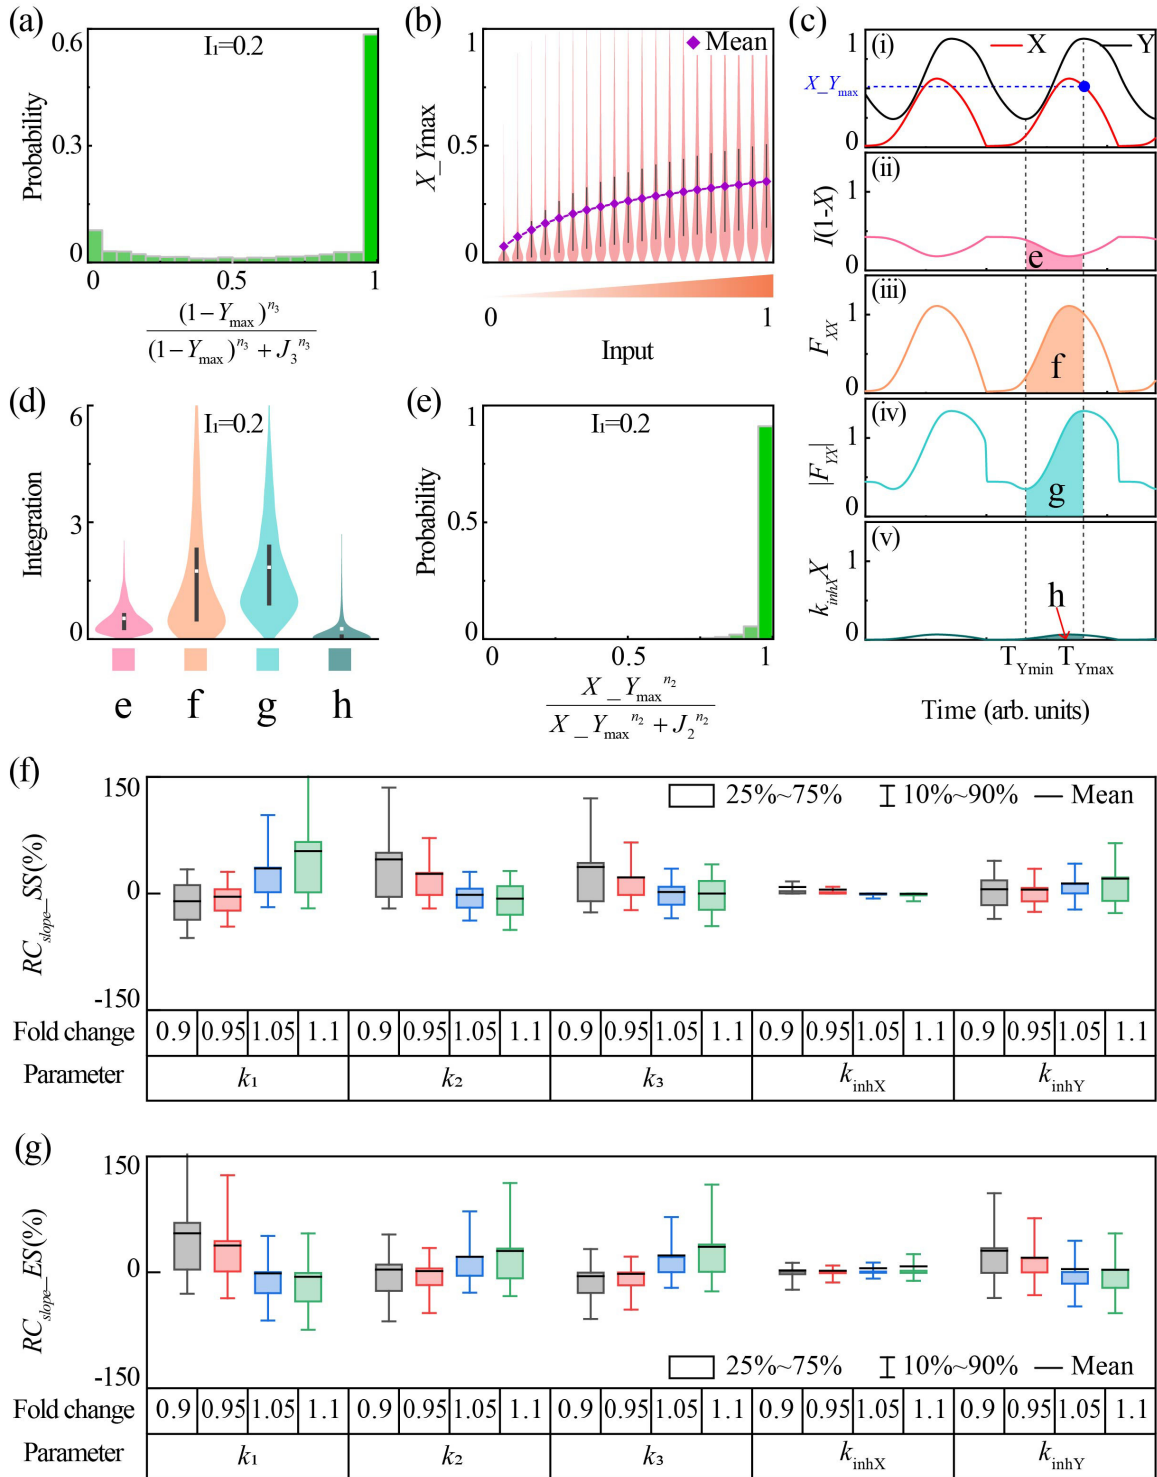 (a)
I₁=0.2
Probability
0.6
0.3
0
0 0.5 1
(1−Y_max)^n₃
(1−Y_max)^n₃ + J₃^n₃
(b)
Mean
X_Ymax
1
0.5
0
0 1
Input
(c)
(i)
X
Y
X_Y_max
1
0
(ii)
I(1-X)
1
0
e
(iii)
F_XX
1
0
f
(iv)
|F_YX|
1
0
g
(v)
k_inhX X
1
0
h
T_Ymin T_Ymax
Time (arb. units)
(d)
I₁=0.2
Integration
6
3
0
e f g h
(e)
I₁=0.2
Probability
1
0.5
0
0 0.5 1
X_Y_max^n₂
X_Y_max^n₂ + J₂^n₂
(f)
RC_slope_SS(%)
150
0
-150
25%~75% 10%~90% Mean
Fold change 0.9 0.95 1.05 1.1 0.9 0.95 1.05 1.1 0.9 0.95 1.05 1.1 0.9 0.95 1.05 1.1 0.9 0.95 1.05 1.1
Parameter k₁ k₂ k₃ k_inhX k_inhY
(g)
RC_slope_ES(%)
150
0
-150
25%~75% 10%~90% Mean
Fold change 0.9 0.95 1.05 1.1 0.9 0.95 1.05 1.1 0.9 0.95 1.05 1.1 0.9 0.95 1.05 1.1 0.9 0.95 1.05 1.1
Parameter k₁ k₂ k₃ k_inhX k_inhY